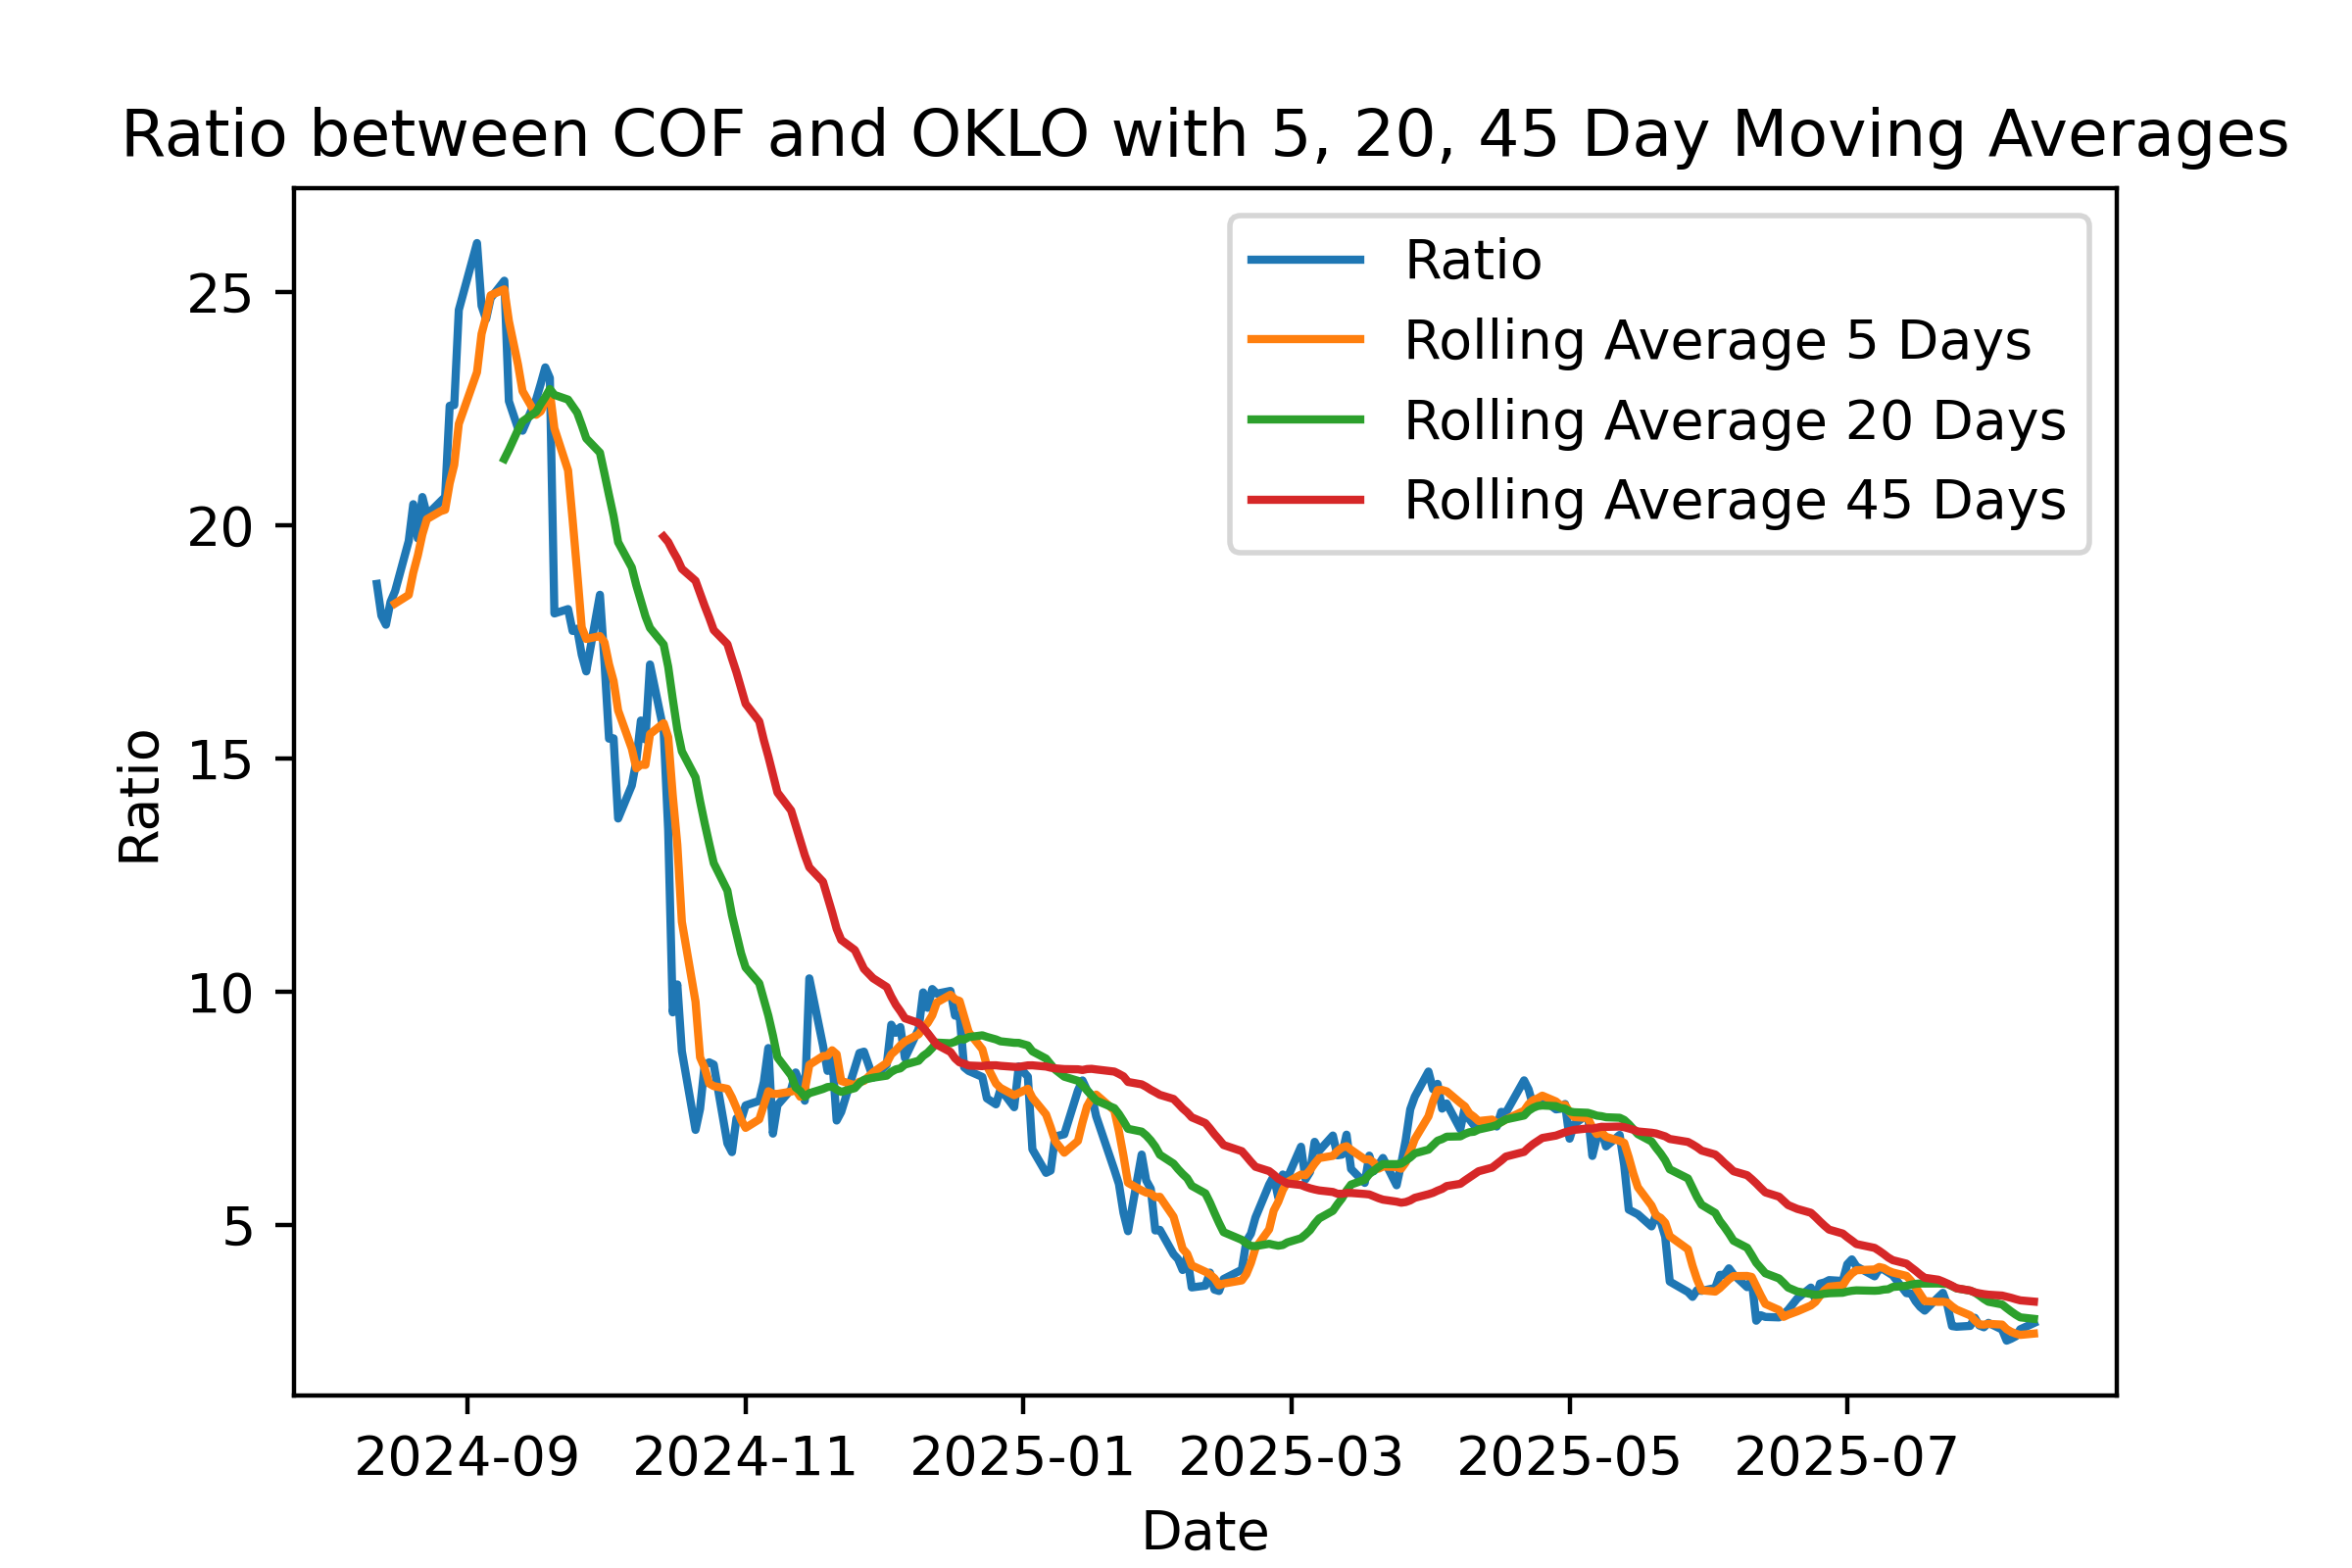 Ratio between COF and OKLO with 5, 20, 45 Day Moving Averages
Ratio
Rolling Average 5 Days
Rolling Average 20 Days
Rolling Average 45 Days
25
20
15
10
5
Ratio
2024-09
2024-11
2025-01
2025-03
2025-05
2025-07
Date